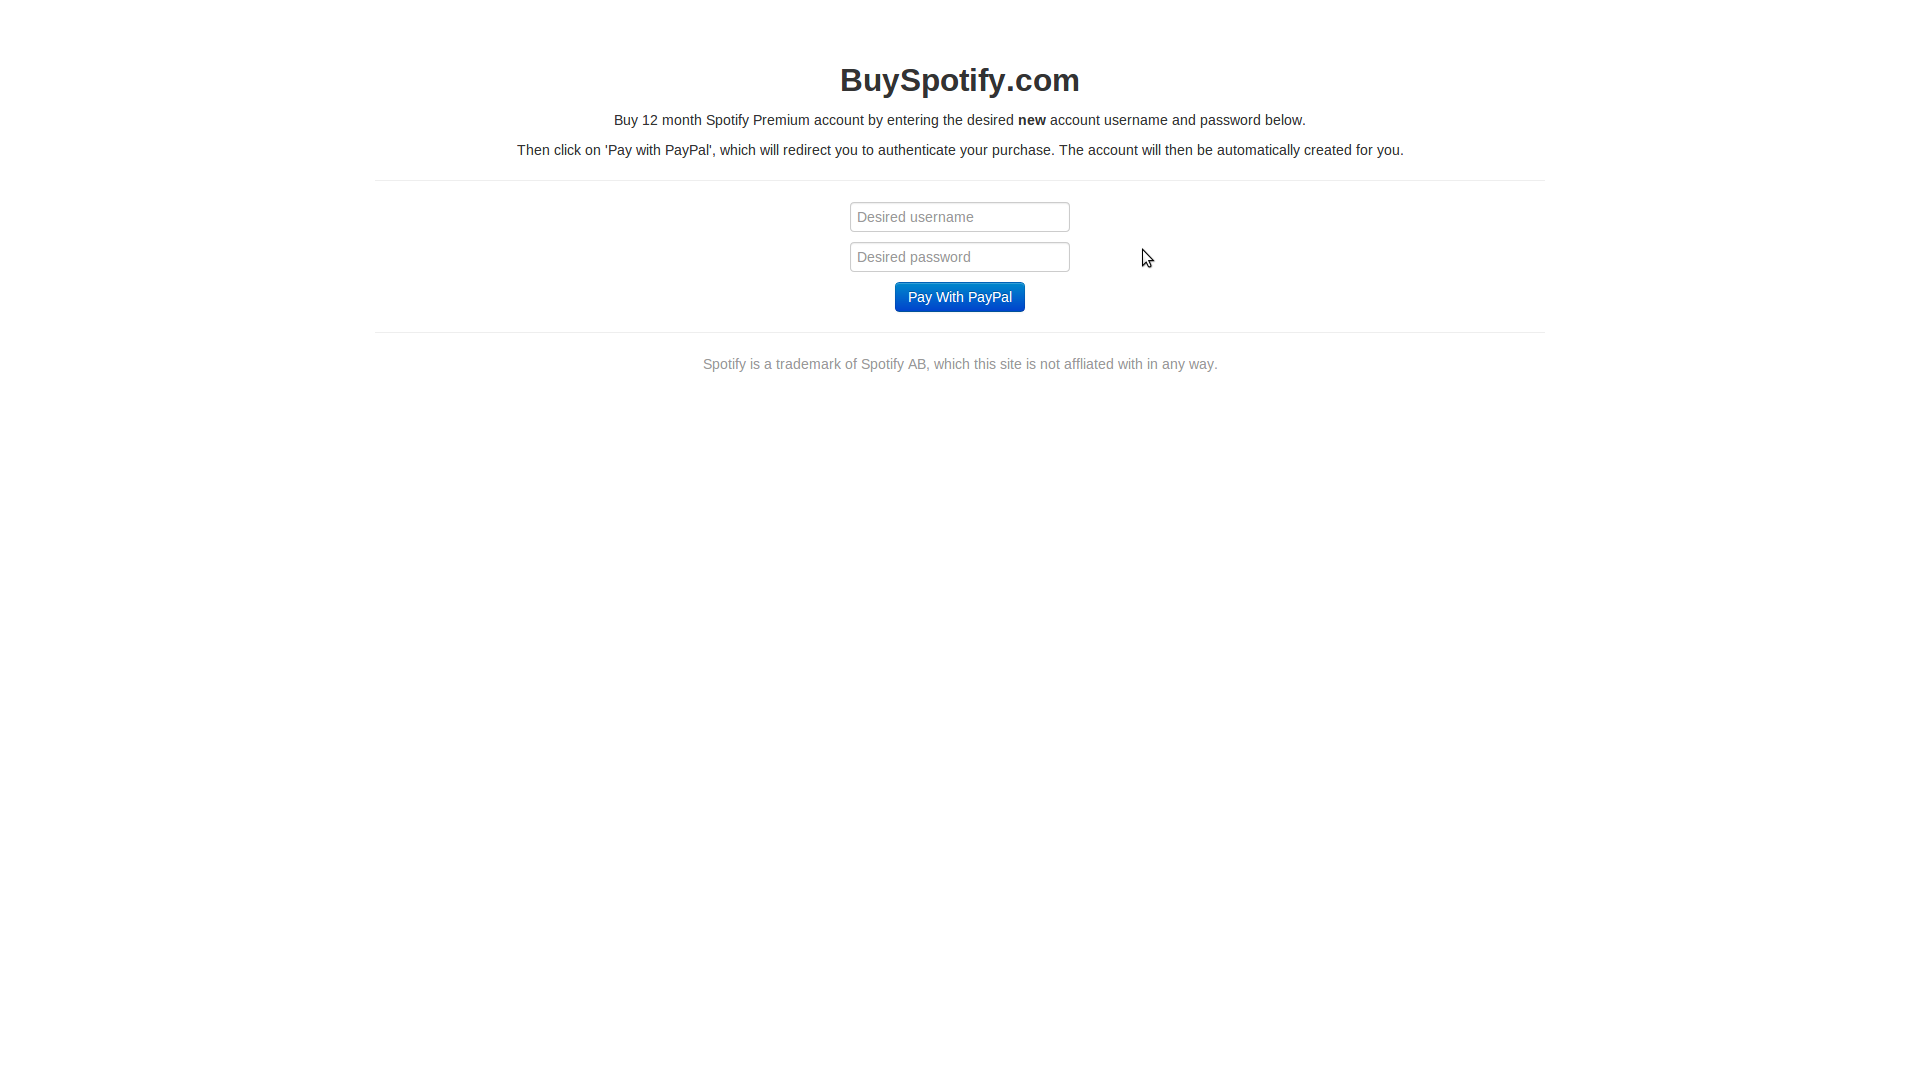 BuySpotify.com
Buy 12 month Spotify Premium account by entering the desired new account username and password below.
Then click on 'Pay with PayPal', which will redirect you to authenticate your purchase. The account will then be automatically created for you.
Desired username
Desired password
Pay With PayPal
Spotify is a trademark of Spotify AB, which this site is not affliated with in any way.